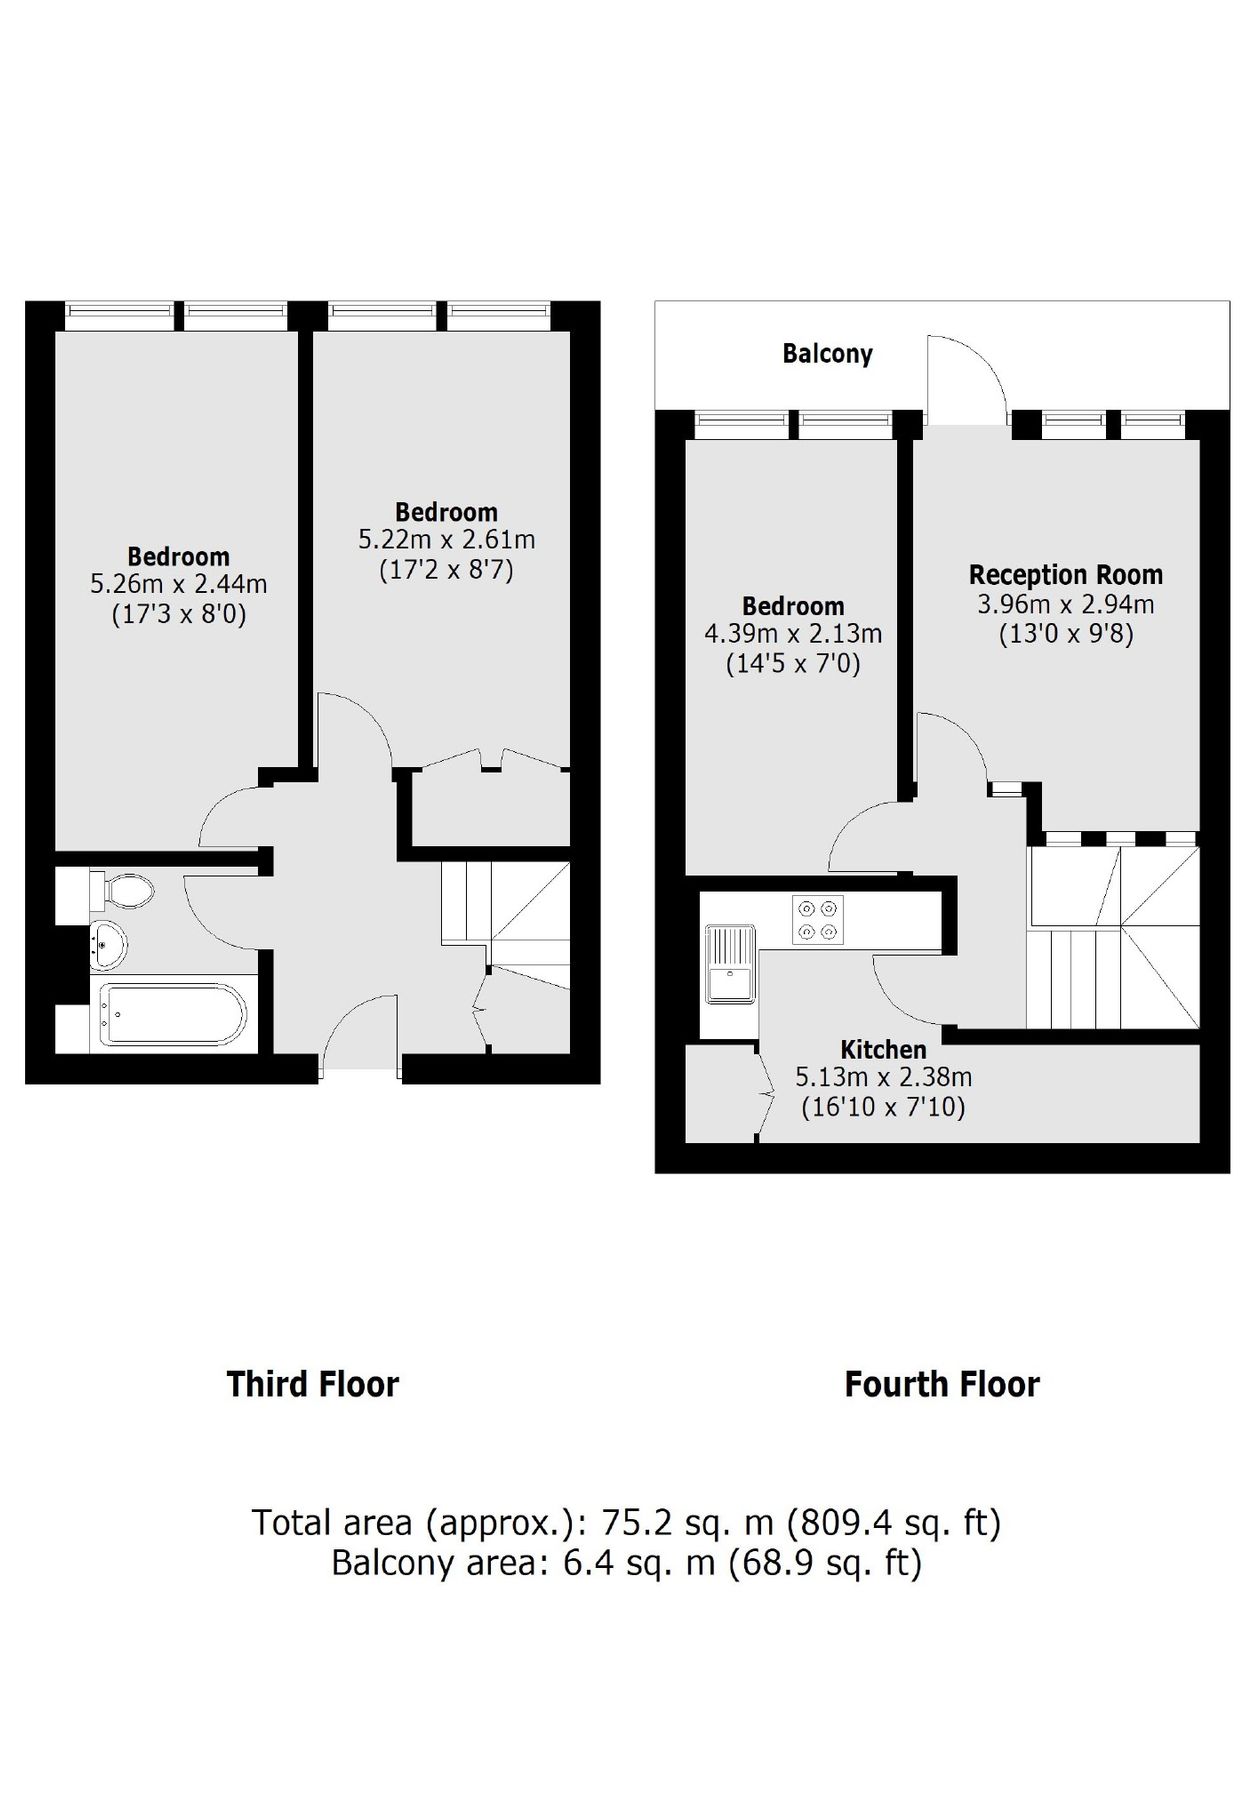 Bedroom
5.26m x 2.44m
(17'3 x 8'0)
Bedroom
5.22m x 2.61m
(17'2 x 8'7)
Balcony
Bedroom
4.39m x 2.13m
(14'5 x 7'0)
Reception Room
3.96m x 2.94m
(13'0 x 9'8)
Kitchen
5.13m x 2.38m
(16'10 x 7'10)
Third Floor
Fourth Floor
Total area (approx.): 75.2 sq. m (809.4 sq. ft)
Balcony area: 6.4 sq. m (68.9 sq. ft)